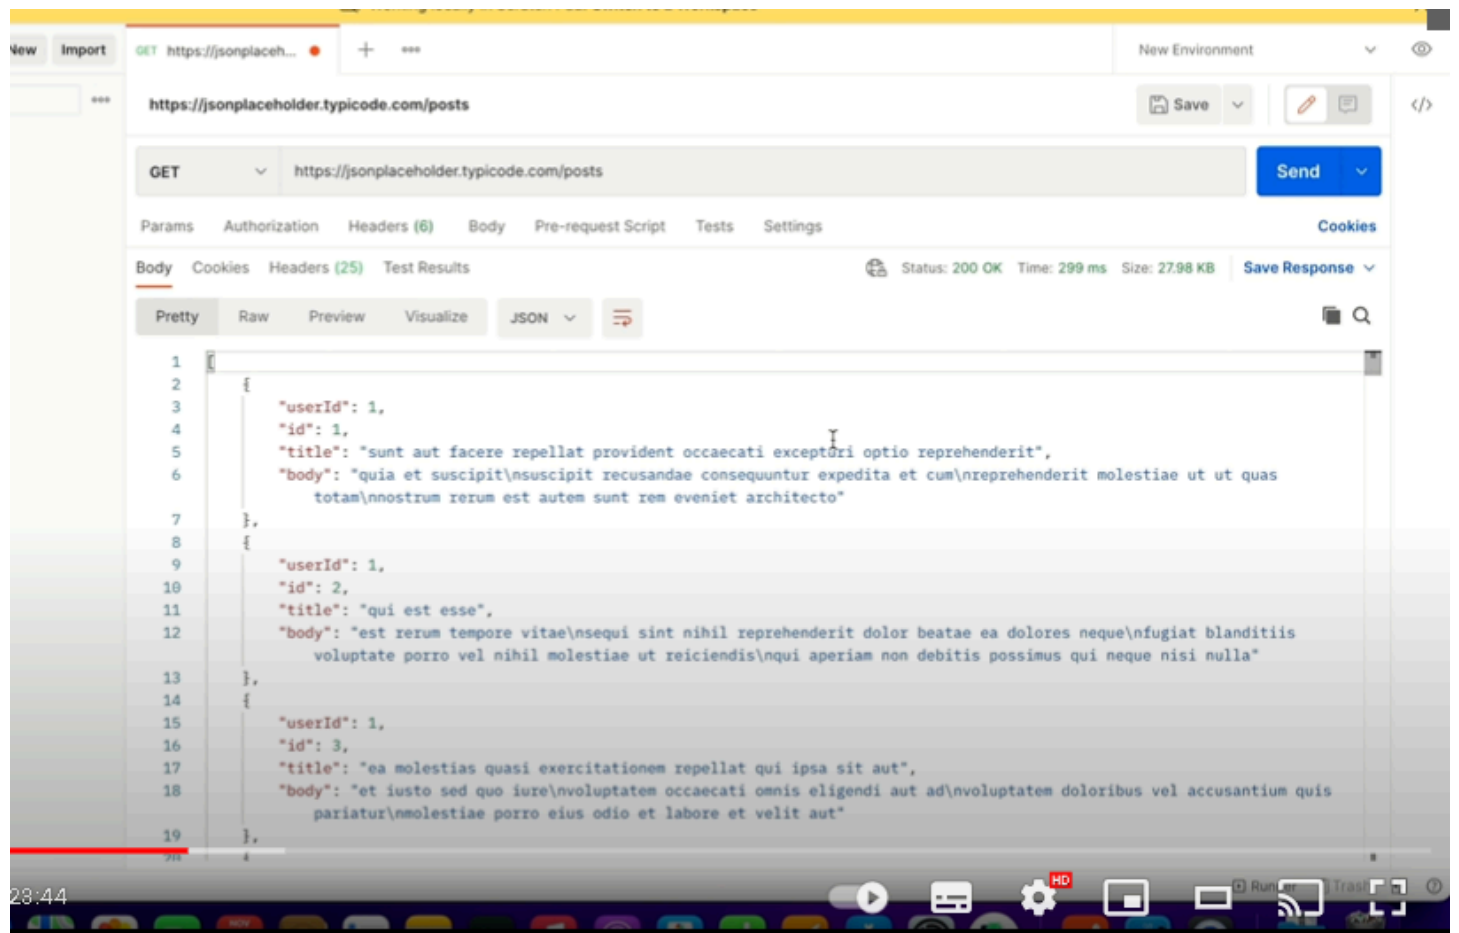 New Import GET https://jsonplaceh... New Environment
https://jsonplaceholder.typicode.com/posts Save
GET https://jsonplaceholder.typicode.com/posts Send
Params Authorization Headers (6) Body Pre-request Script Tests Settings Cookies
Body Cookies Headers (25) Test Results Status: 200 OK Time: 299 ms Size: 27.98 KB Save Response
Pretty Raw Preview Visualize JSON
1 [
2 {
3 "userId": 1,
4 "id": 1,
5 "title": "sunt aut facere repellat provident occaecati excepturi optio reprehenderit",
6 "body": "quia et suscipit\nsuscipit recusandae consequuntur expedita et cum\nreprehenderit molestiae ut ut quas
totam\nnostrum rerum est autem sunt rem eveniet architecto"
7 },
8 {
9 "userId": 1,
10 "id": 2,
11 "title": "qui est esse",
12 "body": "est rerum tempore vitae\nsequi sint nihil reprehenderit dolor beatae ea dolores neque\nfugiat blanditiis
voluptate porro vel nihil molestiae ut reiciendis\nqui aperiam non debitis possimus qui neque nisi nulla"
13 },
14 {
15 "userId": 1,
16 "id": 3,
17 "title": "ea molestias quasi exercitationem repellat qui ipsa sit aut",
18 "body": "et iusto sed quo iure\nvoluptatem occaecati omnis eligendi aut ad\nvoluptatem doloribus vel accusantium quis
pariatur\nmolestiae porro eius odio et labore et velit aut"
19 },
20 {
HD
23:44 Trash
NOV